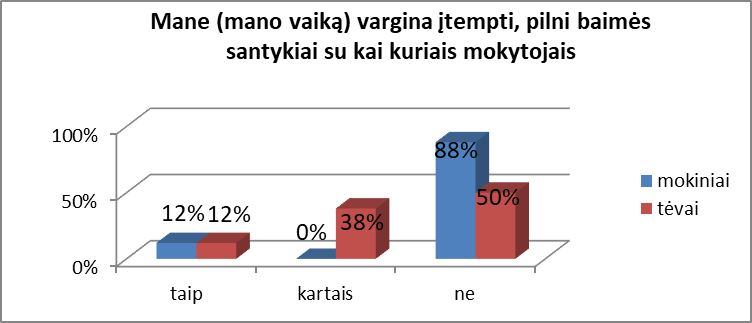 Mane (mano vaiką) vargina įtempti, pilni baimės
santykiai su kai kuriais mokytojais
100%
50%
0%
12%
12%
0%
38%
88%
50%
taip
kartais
ne
mokiniai
tėvai